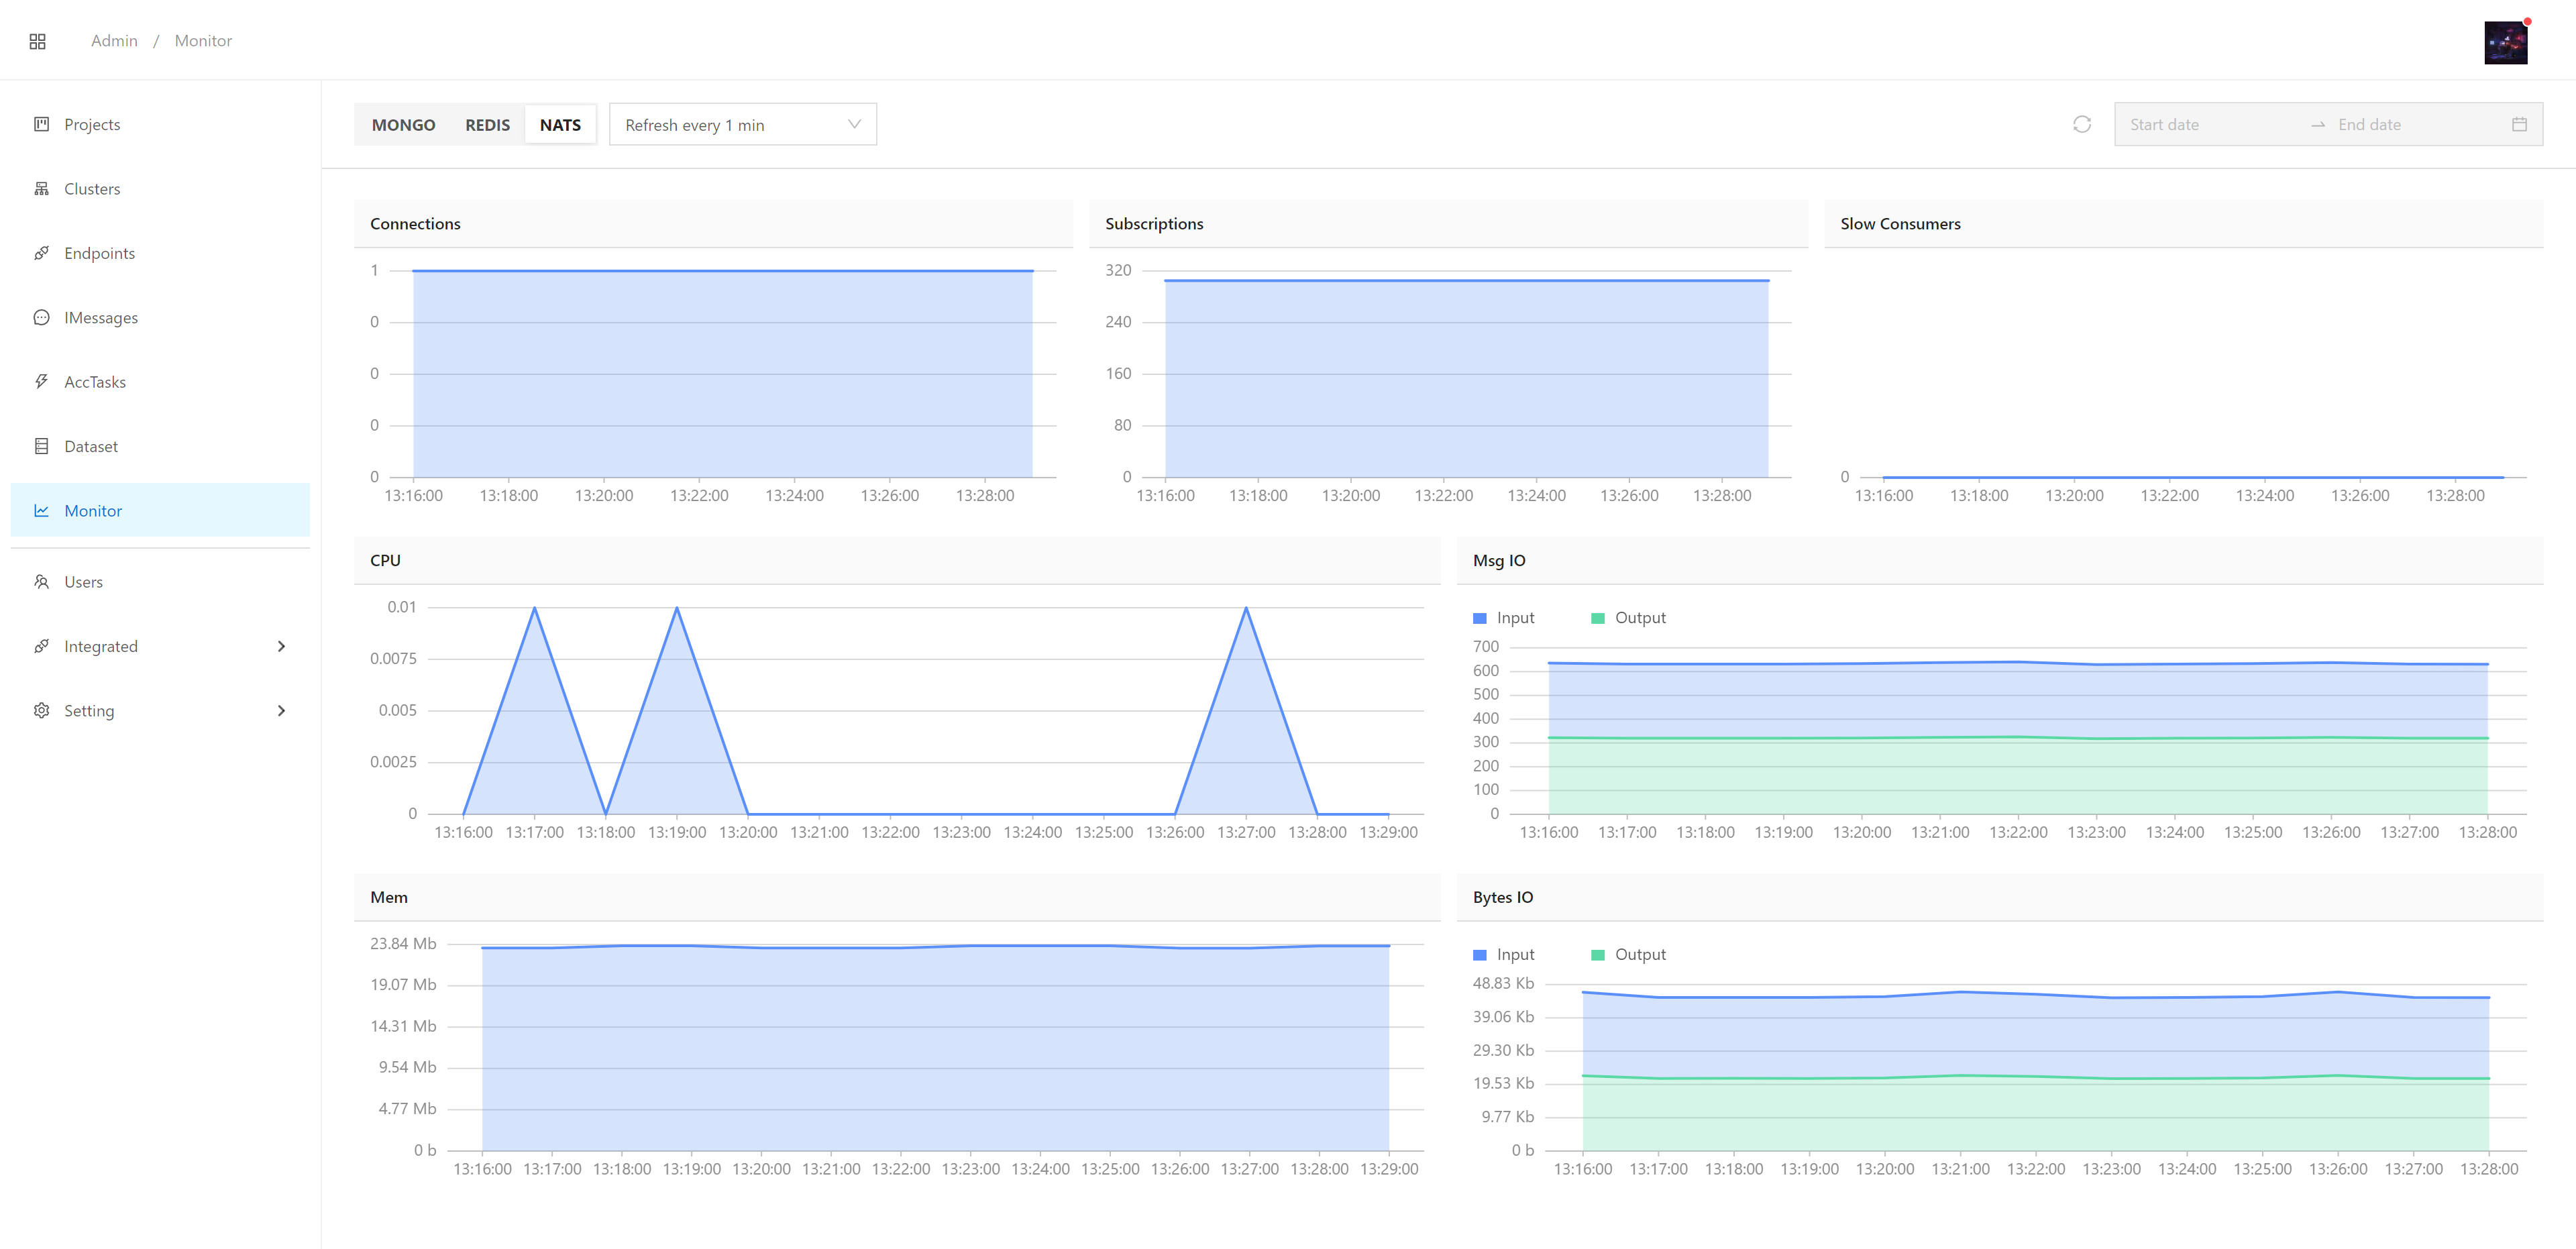 Admin / Monitor
Projects
Clusters
Endpoints
IMessages
AccTasks
Dataset
Monitor
Users
Integrated
Setting
MONGO REDIS NATS Refresh every 1 min Start date End date
Connections
1
0
0
0
0
13:16:00 13:18:00 13:20:00 13:22:00 13:24:00 13:26:00 13:28:00
Subscriptions
320
240
160
80
0
13:16:00 13:18:00 13:20:00 13:22:00 13:24:00 13:26:00 13:28:00
Slow Consumers
0
13:16:00 13:18:00 13:20:00 13:22:00 13:24:00 13:26:00 13:28:00
CPU
0.01
0.0075
0.005
0.0025
0
13:16:00 13:17:00 13:18:00 13:19:00 13:20:00 13:21:00 13:22:00 13:23:00 13:24:00 13:25:00 13:26:00 13:27:00 13:28:00 13:29:00
Msg IO
Input Output
700
600
500
400
300
200
100
0
13:16:00 13:17:00 13:18:00 13:19:00 13:20:00 13:21:00 13:22:00 13:23:00 13:24:00 13:25:00 13:26:00 13:27:00 13:28:00
Mem
23.84 Mb
19.07 Mb
14.31 Mb
9.54 Mb
4.77 Mb
0 b
13:16:00 13:17:00 13:18:00 13:19:00 13:20:00 13:21:00 13:22:00 13:23:00 13:24:00 13:25:00 13:26:00 13:27:00 13:28:00 13:29:00
Bytes IO
Input Output
48.83 Kb
39.06 Kb
29.30 Kb
19.53 Kb
9.77 Kb
0 b
13:16:00 13:17:00 13:18:00 13:19:00 13:20:00 13:21:00 13:22:00 13:23:00 13:24:00 13:25:00 13:26:00 13:27:00 13:28:00